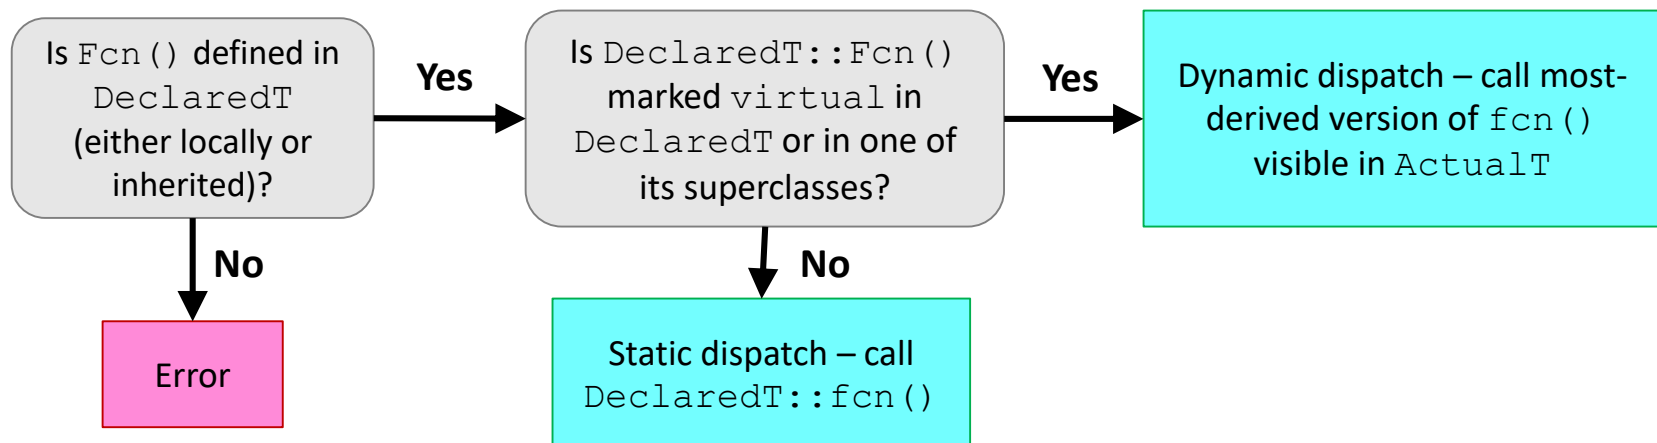 Is Fcn() defined in
DeclaredT
(either locally or
inherited)?
Yes
Is DeclaredT::Fcn()
marked virtual in
DeclaredT or in one of
its superclasses?
Yes
Dynamic dispatch – call most-
derived version of fcn()
visible in ActualT
No
No
Error
Static dispatch – call
DeclaredT::fcn()